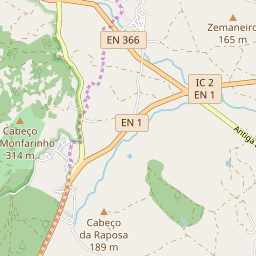 Zemaneiro
165 m
EN 366
IC 2
EN 1
EN 1
Antiga
Cabeço
Monfarinho
314 m
Cabeço
da Raposa
189 m